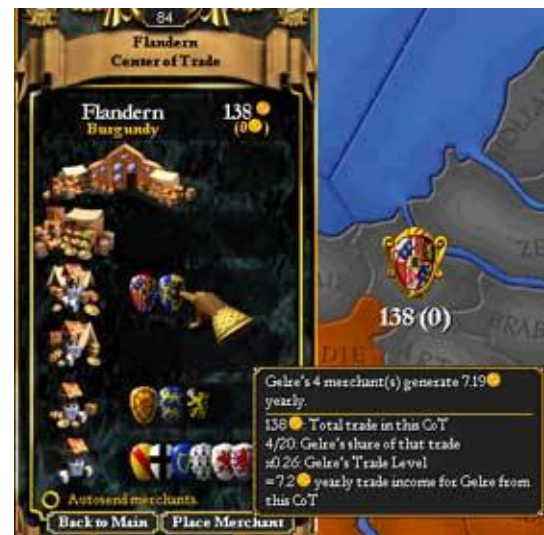 84
Flandern
Center of Trade
Flandern 138
Burgundy (0)
138 (0)
Gelre's 4 merchant(s) generate 7.19
yearly.
138 : Total trade in this CoT
4/20: Gelre's share of that trade
x0.26: Gelre's Trade Level
=7.2 yearly trade income for Gelre from
this CoT
Autosend merchants.
Back to Main Place Merchant